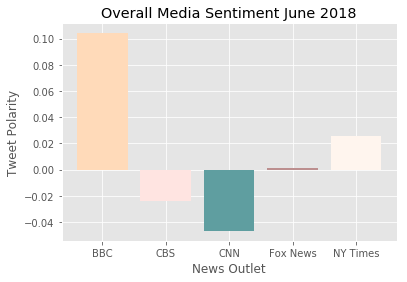 Overall Media Sentiment June 2018
0.10
0.08
0.06
0.04
0.02
0.00
−0.02
−0.04
Tweet Polarity
BBC CBS CNN Fox News NY Times
News Outlet